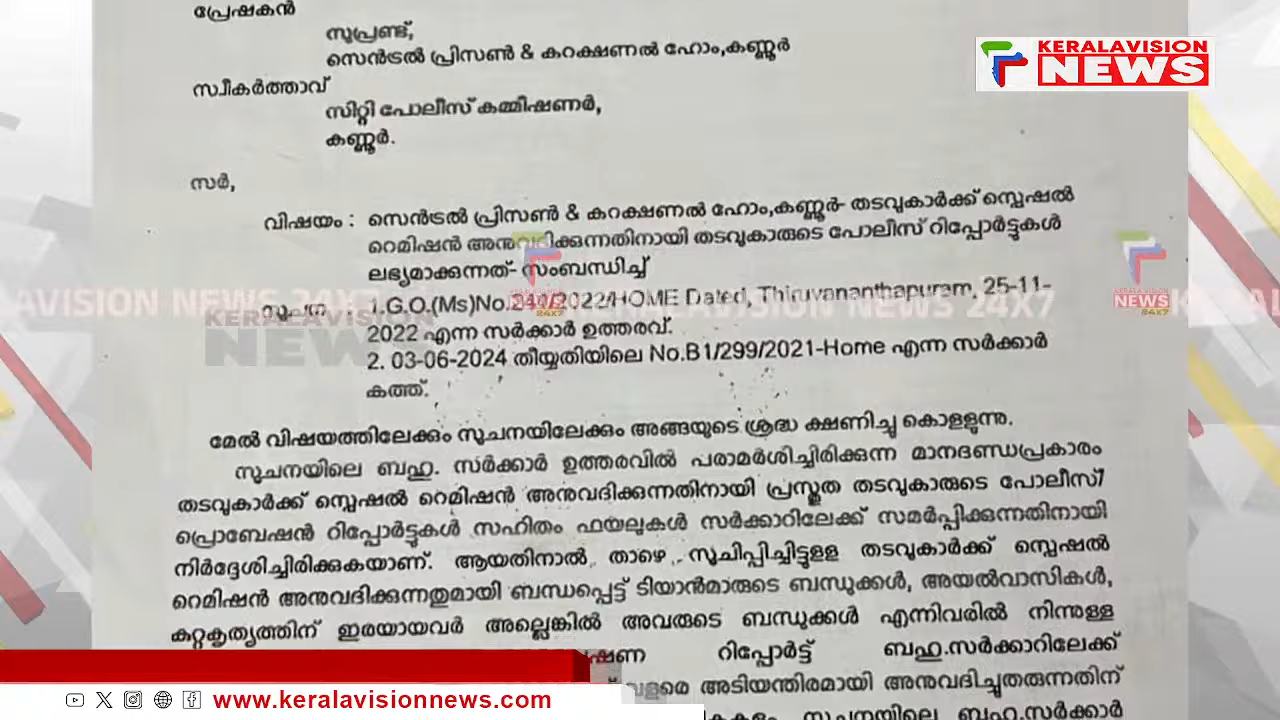 പ്രേഷകൻ
സൂപ്രണ്ട്,
സെൻട്രൽ പ്രിസൺ & കറക്ഷണൽ ഹോം,കണ്ണൂർ
സ്വീകർത്താവ്
സിറ്റി പോലീസ് കമ്മീഷണർ,
കണ്ണൂർ.
KERALAVISION
NEWS
സർ,
വിഷയം : സെൻട്രൽ പ്രിസൺ & കറക്ഷണൽ ഹോം,കണ്ണൂർ- തടവുകാർക്ക് സ്പെഷൽ
റെമിഷൻ അനുവദിക്കുന്നതിനായി തടവുകാരുടെ പോലീസ് റിപ്പോർട്ടുകൾ
ലഭ്യമാക്കുന്നത്- സംബന്ധിച്ച്
സൂചന : 1.G.O.(Ms)No.240/2022/HOME Dated, Thiruvananthapuram, 25-11-
2022 എന്ന സർക്കാർ ഉത്തരവ്.
2. 03-06-2024 തീയ്യതിയിലെ No.B1/299/2021-Home എന്ന സർക്കാർ
കത്ത്.
മേൽ വിഷയത്തിലേക്കും സൂചനയിലേക്കും അങ്ങയുടെ ശ്രദ്ധ ക്ഷണിച്ചു കൊള്ളുന്നു.
സൂചനയിലെ ബഹു. സർക്കാർ ഉത്തരവിൽ പരാമർശിച്ചിരിക്കുന്ന മാനദണ്ഡപ്രകാരം
തടവുകാർക്ക് സ്പെഷൽ റെമിഷൻ അനുവദിക്കുന്നതിനായി പ്രസ്തുത തടവുകാരുടെ പോലീസ്/
പ്രൊബേഷൻ റിപ്പോർട്ടുകൾ സഹിതം ഫയലുകൾ സർക്കാറിലേക്ക് സമർപ്പിക്കുന്നതിനായി
നിർദ്ദേശിച്ചിരിക്കുകയാണ്. ആയതിനാൽ, താഴെ സൂചിപ്പിച്ചിട്ടുളള തടവുകാർക്ക് സ്പെഷൽ
റെമിഷൻ അനുവദിക്കുന്നതുമായി ബന്ധപ്പെട്ട് ടിയാൻമാരുടെ ബന്ധുക്കൾ, അയൽവാസികൾ,
കുറ്റകൃത്യത്തിന് ഇരയായവർ അല്ലെങ്കിൽ അവരുടെ ബന്ധുക്കൾ എന്നിവരിൽ നിന്നുള്ള
റിപ്പോർട്ട് ബഹു.സർക്കാറിലേക്ക്
അടിയന്തിരമായി അനുവദിച്ചുതരുന്നതിന്
സൂചനയിലെ ബഹു.സർക്കാർ
www.keralavisionnews.com